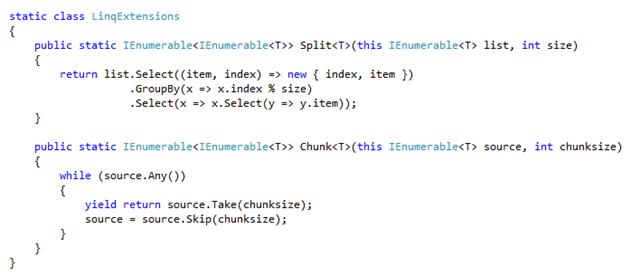 static class LinqExtensions
{
    public static IEnumerable<IEnumerable<T>> Split<T>(this IEnumerable<T> list, int size)
    {
        return list.Select((item, index) => new { index, item })
                   .GroupBy(x => x.index % size)
                   .Select(x => x.Select(y => y.item));
    }

    public static IEnumerable<IEnumerable<T>> Chunk<T>(this IEnumerable<T> source, int chunksize)
    {
        while (source.Any())
        {
            yield return source.Take(chunksize);
            source = source.Skip(chunksize);
        }
    }
}